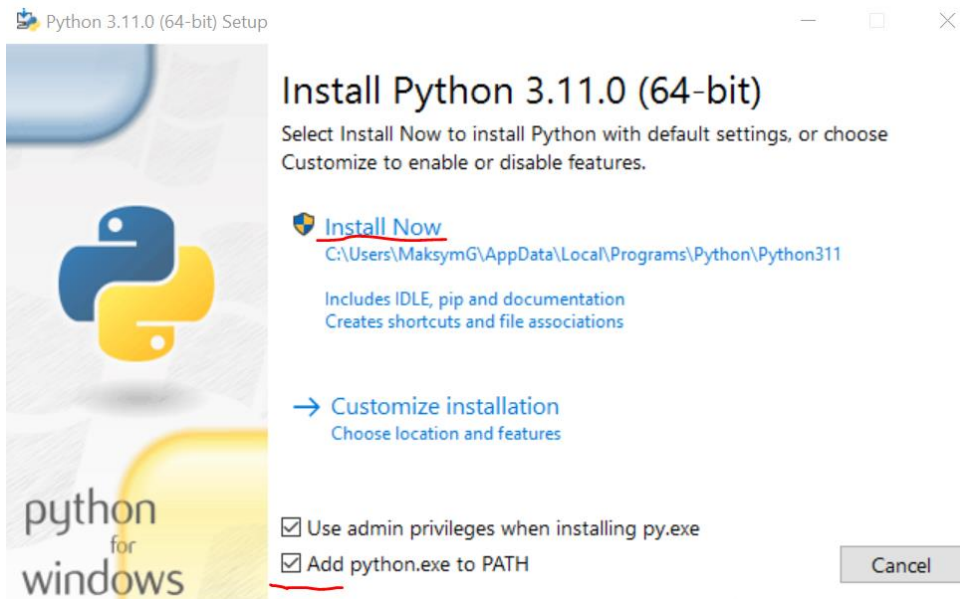 Python 3.11.0 (64-bit) Setup
Install Python 3.11.0 (64-bit)
Select Install Now to install Python with default settings, or choose
Customize to enable or disable features.
Install Now
C:\Users\MaksymG\AppData\Local\Programs\Python\Python311
Includes IDLE, pip and documentation
Creates shortcuts and file associations
Customize installation
Choose location and features
Use admin privileges when installing py.exe
Add python.exe to PATH
Cancel
python
for
windows